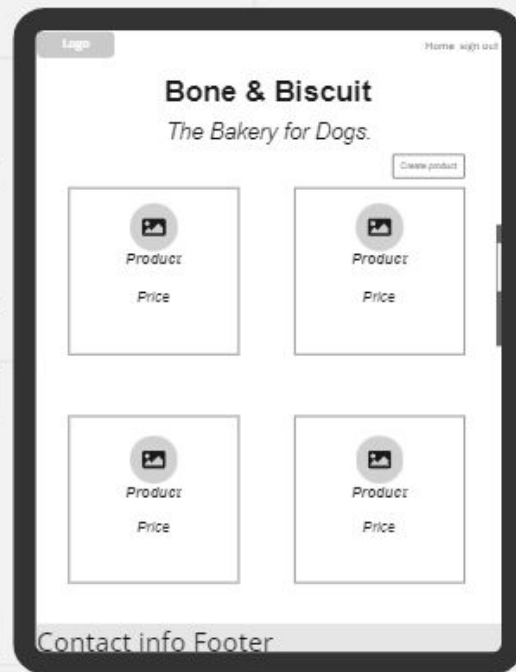 Logo
Home sign out
Bone & Biscuit
The Bakery for Dogs.
Create product
Product
Product
Price
Price
Product
Product
Price
Price
Contact info Footer